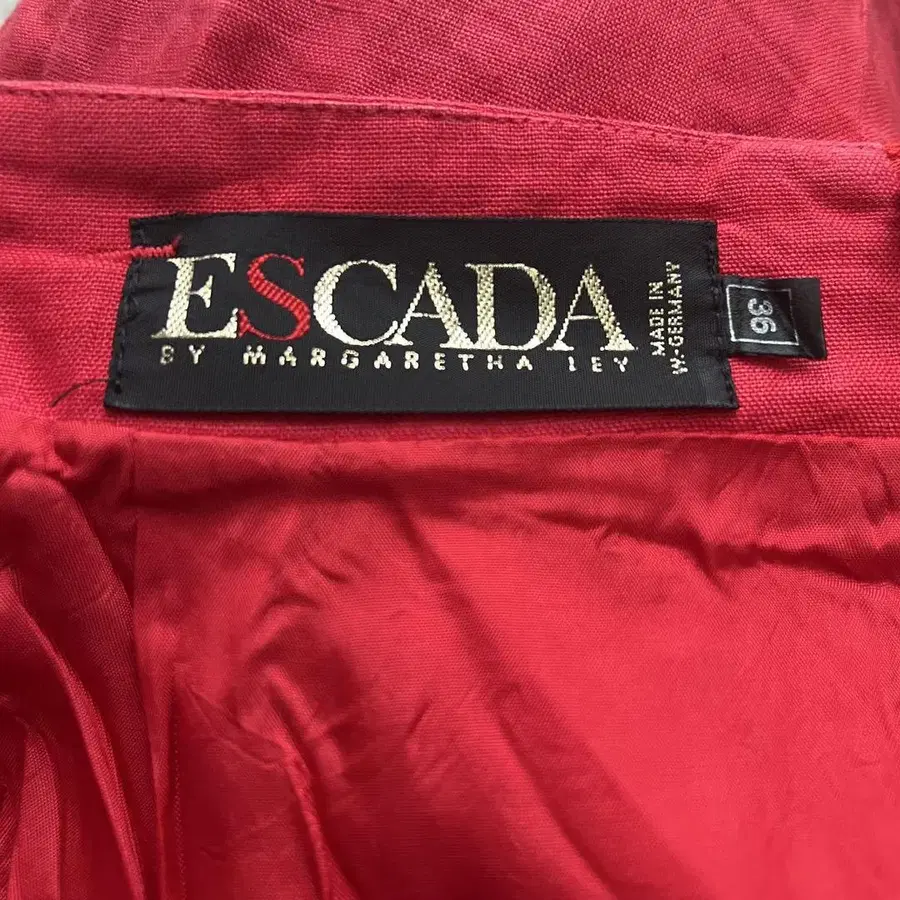 ESCADA
BY MARGARETHA LEY
MADE IN
W.-GERMANY
36